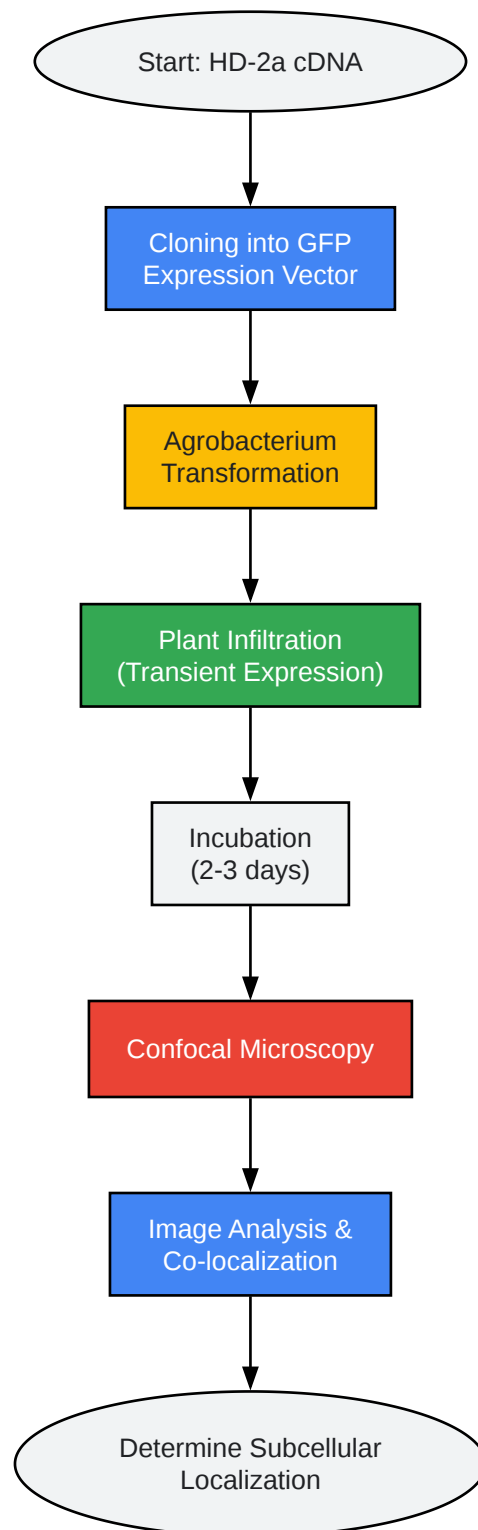 Start: HD-2a cDNA
Cloning into GFP
Expression Vector
Agrobacterium
Transformation
Plant Infiltration
(Transient Expression)
Incubation
(2-3 days)
Confocal Microscopy
Image Analysis &
Co-localization
Determine Subcellular
Localization